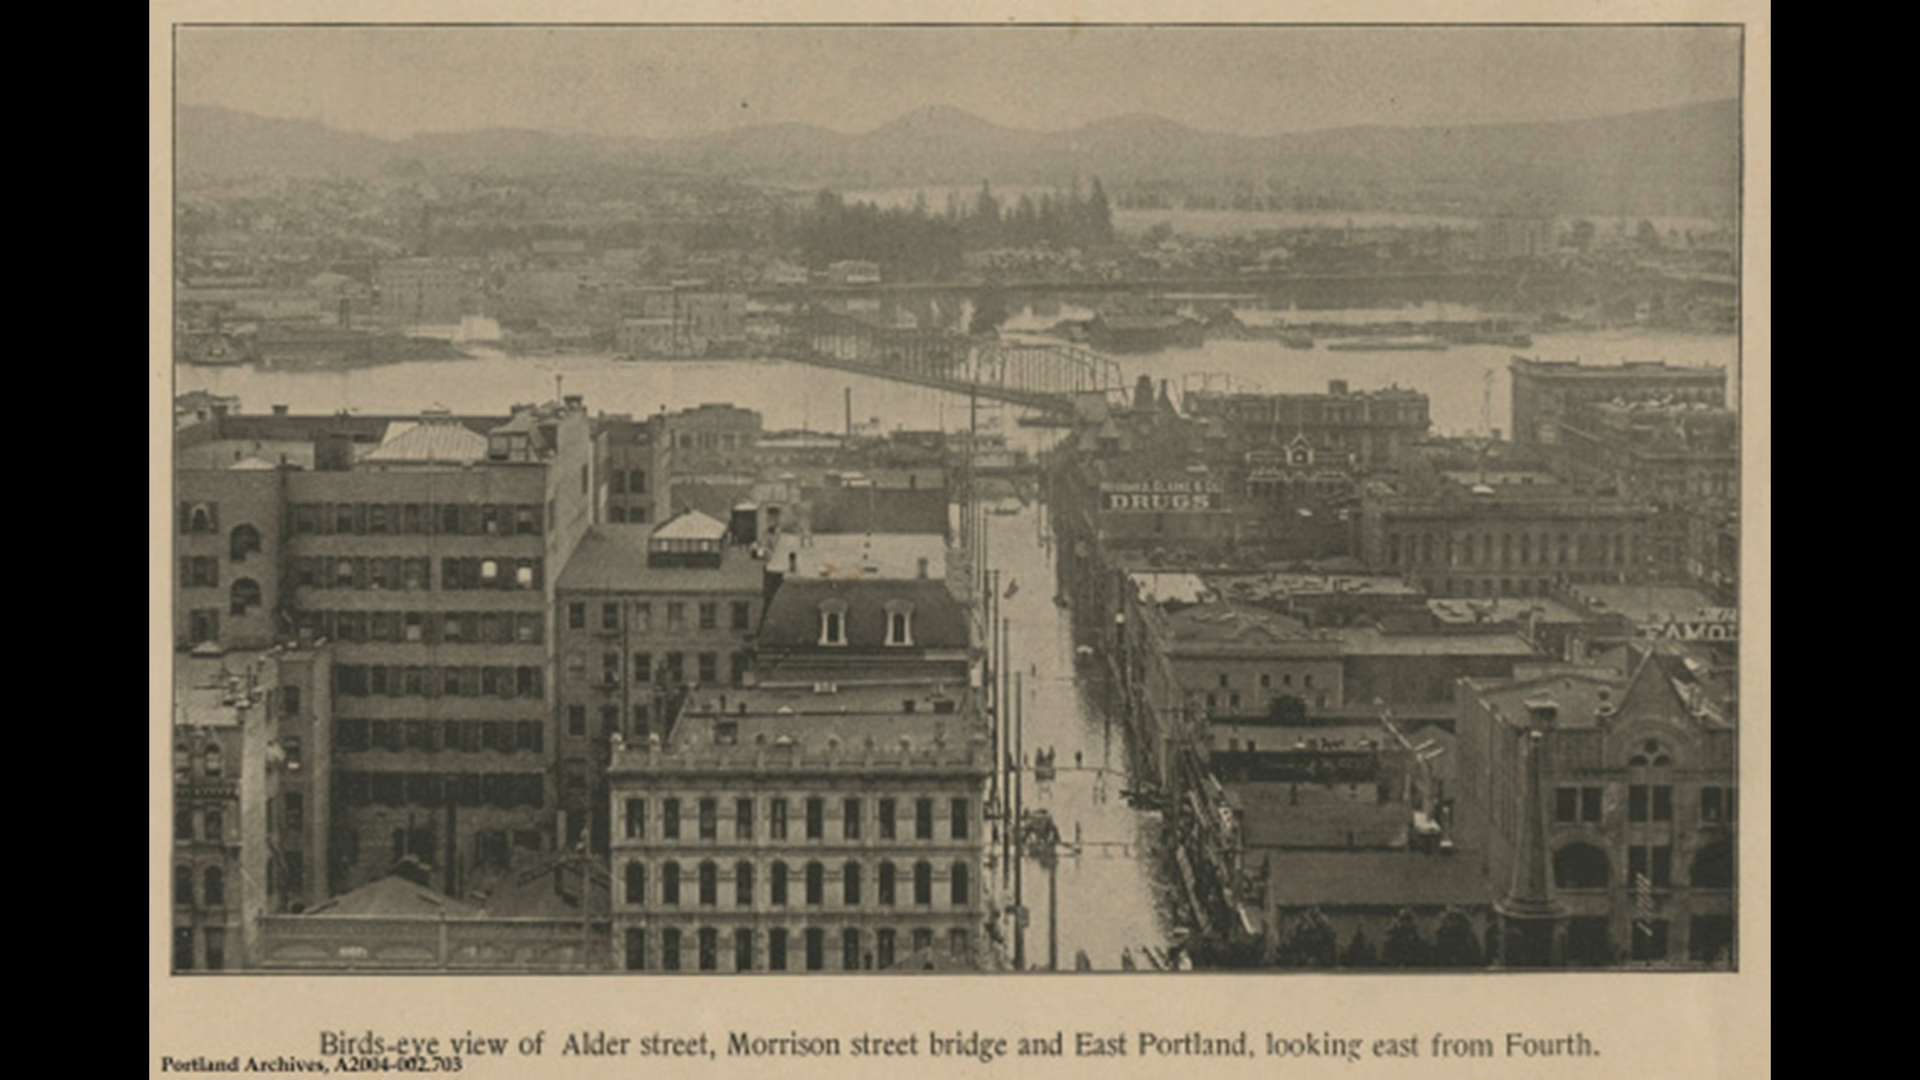 DRUGS
Birds-eye view of Alder street, Morrison street bridge and East Portland, looking east from Fourth.
Portland Archives, A2004-002.703